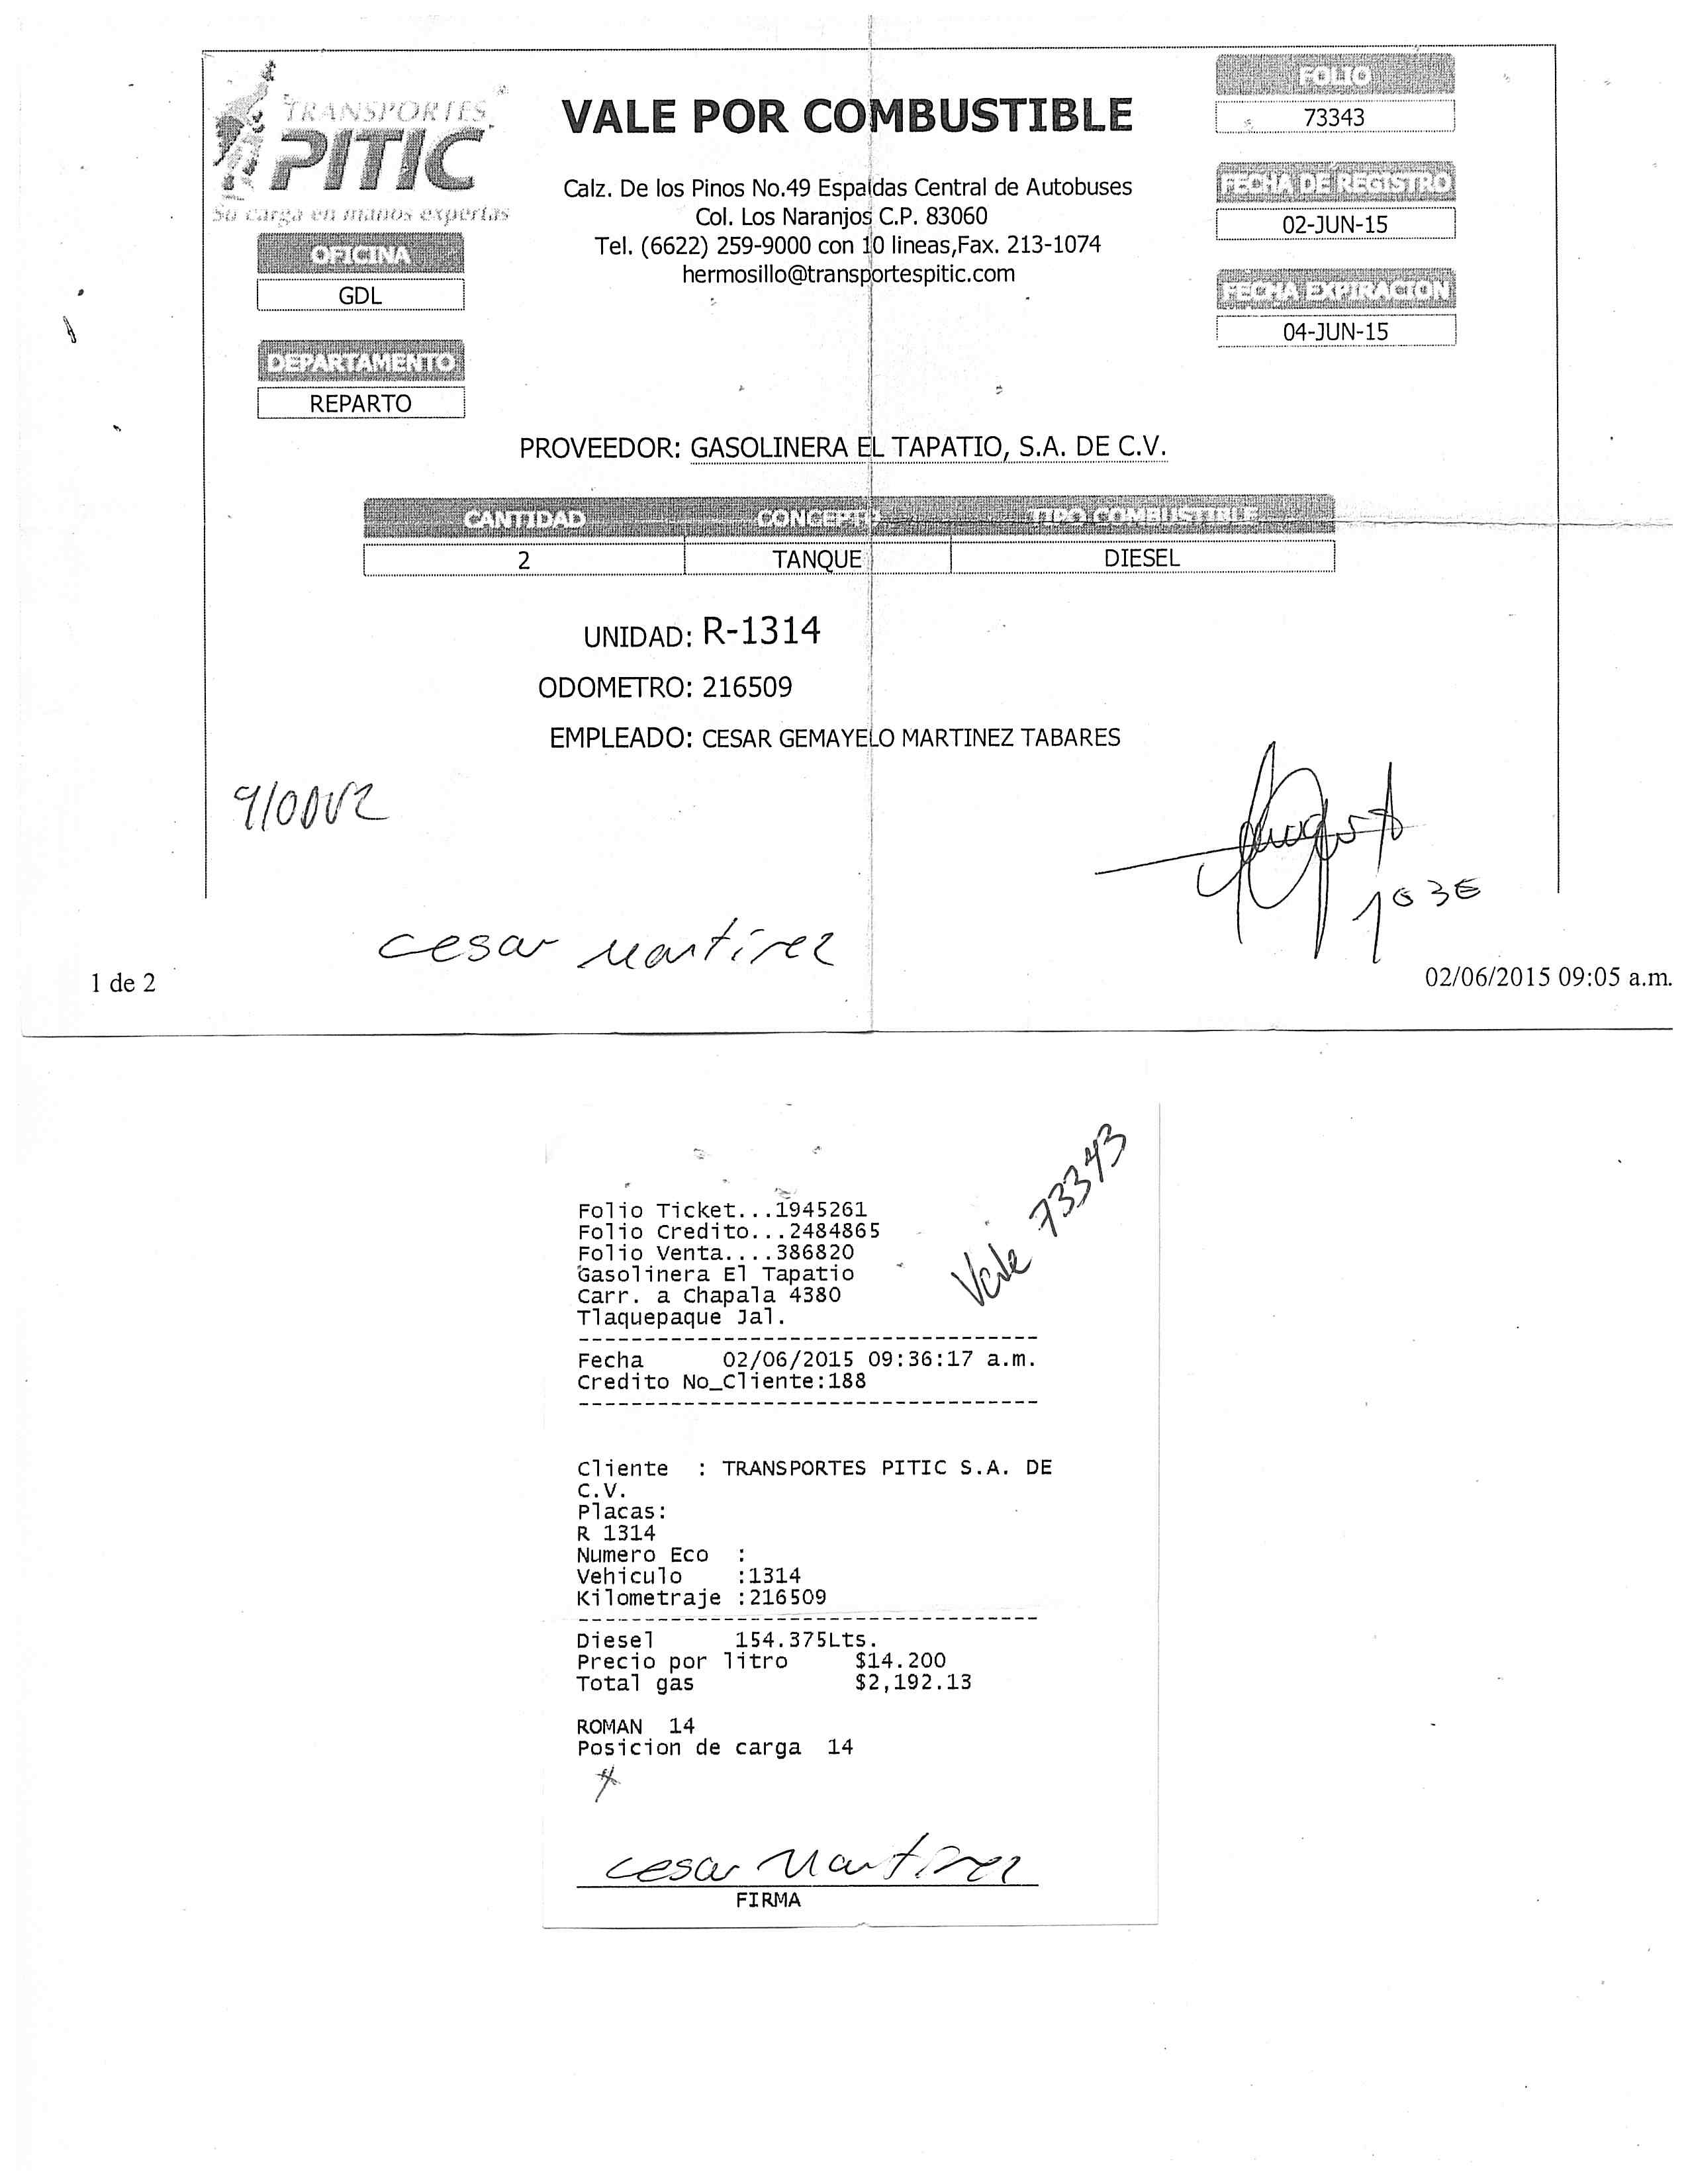 TRANSPORTES
PITIC
Su carga en manos expertas
VALE POR COMBUSTIBLE
Calz. De los Pinos No.49 Espaldas Central de Autobuses
Col. Los Naranjos C.P. 83060
Tel. (6622) 259-9000 con 10 lineas,Fax. 213-1074
hermosillo@transportespitic.com
FOLIO
73343
FECHA DE REGISTRO
02-JUN-15
FECHA EXPIRACION
04-JUN-15
OFICINA
GDL
DEPARTAMENTO
REPARTO
PROVEEDOR: GASOLINERA EL TAPATIO, S.A. DE C.V.
CANTIDAD CONCEPTO TIPO COMBUSTIBLE
2 TANQUE DIESEL
UNIDAD: R-1314
ODOMETRO: 216509
EMPLEADO: CESAR GEMAYELO MARTINEZ TABARES
cesar martinez
1 de 2
02/06/2015 09:05 a.m.
Vale 73343
Folio Ticket...1945261
Folio Credito...2484865
Folio Venta....386820
Gasolinera El Tapatio
Carr. a Chapala 4380
Tlaquepaque Jal.
-----------------------------------
Fecha 02/06/2015 09:36:17 a.m.
Credito No_Cliente:188
-----------------------------------
Cliente : TRANSPORTES PITIC S.A. DE
C.V.
Placas:
R 1314
Numero Eco :
Vehiculo :1314
Kilometraje :216509
-----------------------------------
Diesel 154.375Lts.
Precio por litro $14.200
Total gas $2,192.13
ROMAN 14
Posicion de carga 14
cesar Martinez
FIRMA